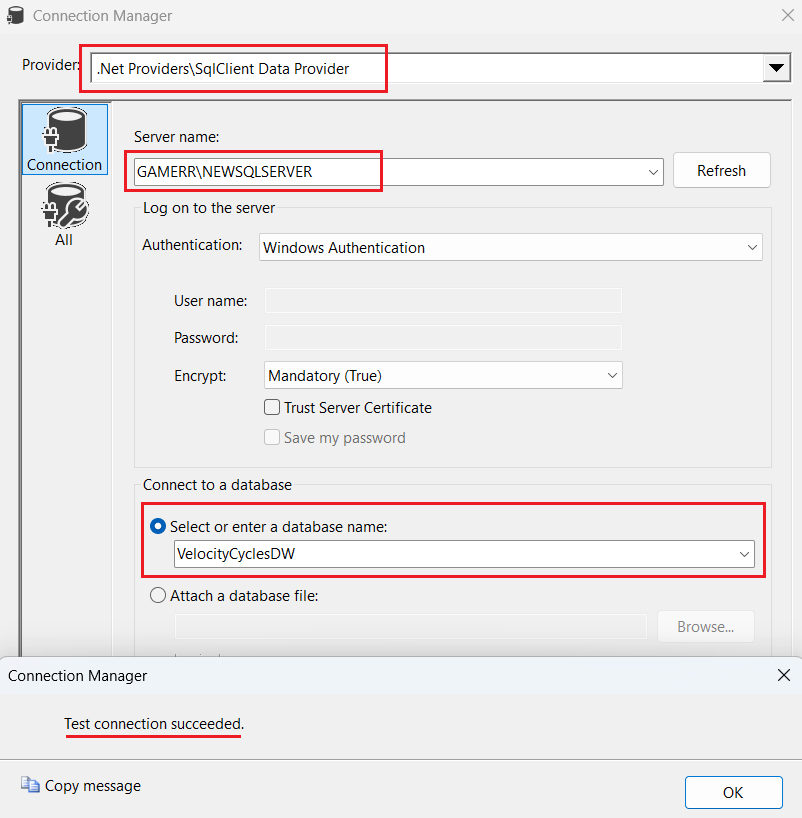 Connection Manager
Provider: .Net Providers\SqlClient Data Provider
Connection
All
Server name:
GAMERR\NEWSQLSERVER
Refresh
Log on to the server
Authentication: Windows Authentication
User name:
Password:
Encrypt: Mandatory (True)
Trust Server Certificate
Save my password
Connect to a database
Select or enter a database name:
VelocityCyclesDW
Attach a database file:
Browse...
Connection Manager
Test connection succeeded.
Copy message
OK